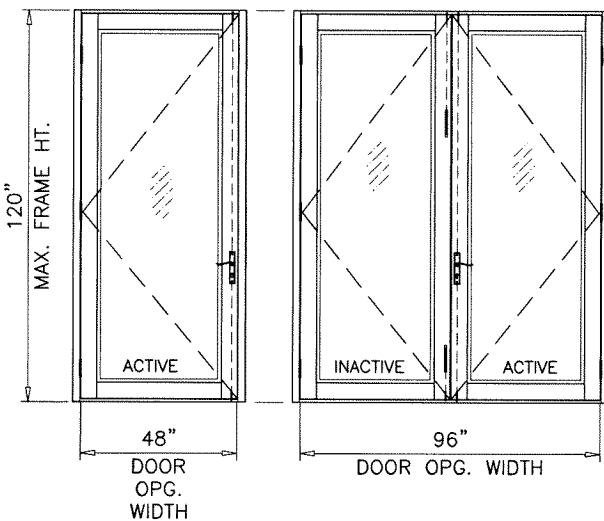 120"
MAX. FRAME HT.
ACTIVE
INACTIVE
ACTIVE
48"
DOOR
OPG.
WIDTH
96"
DOOR OPG. WIDTH